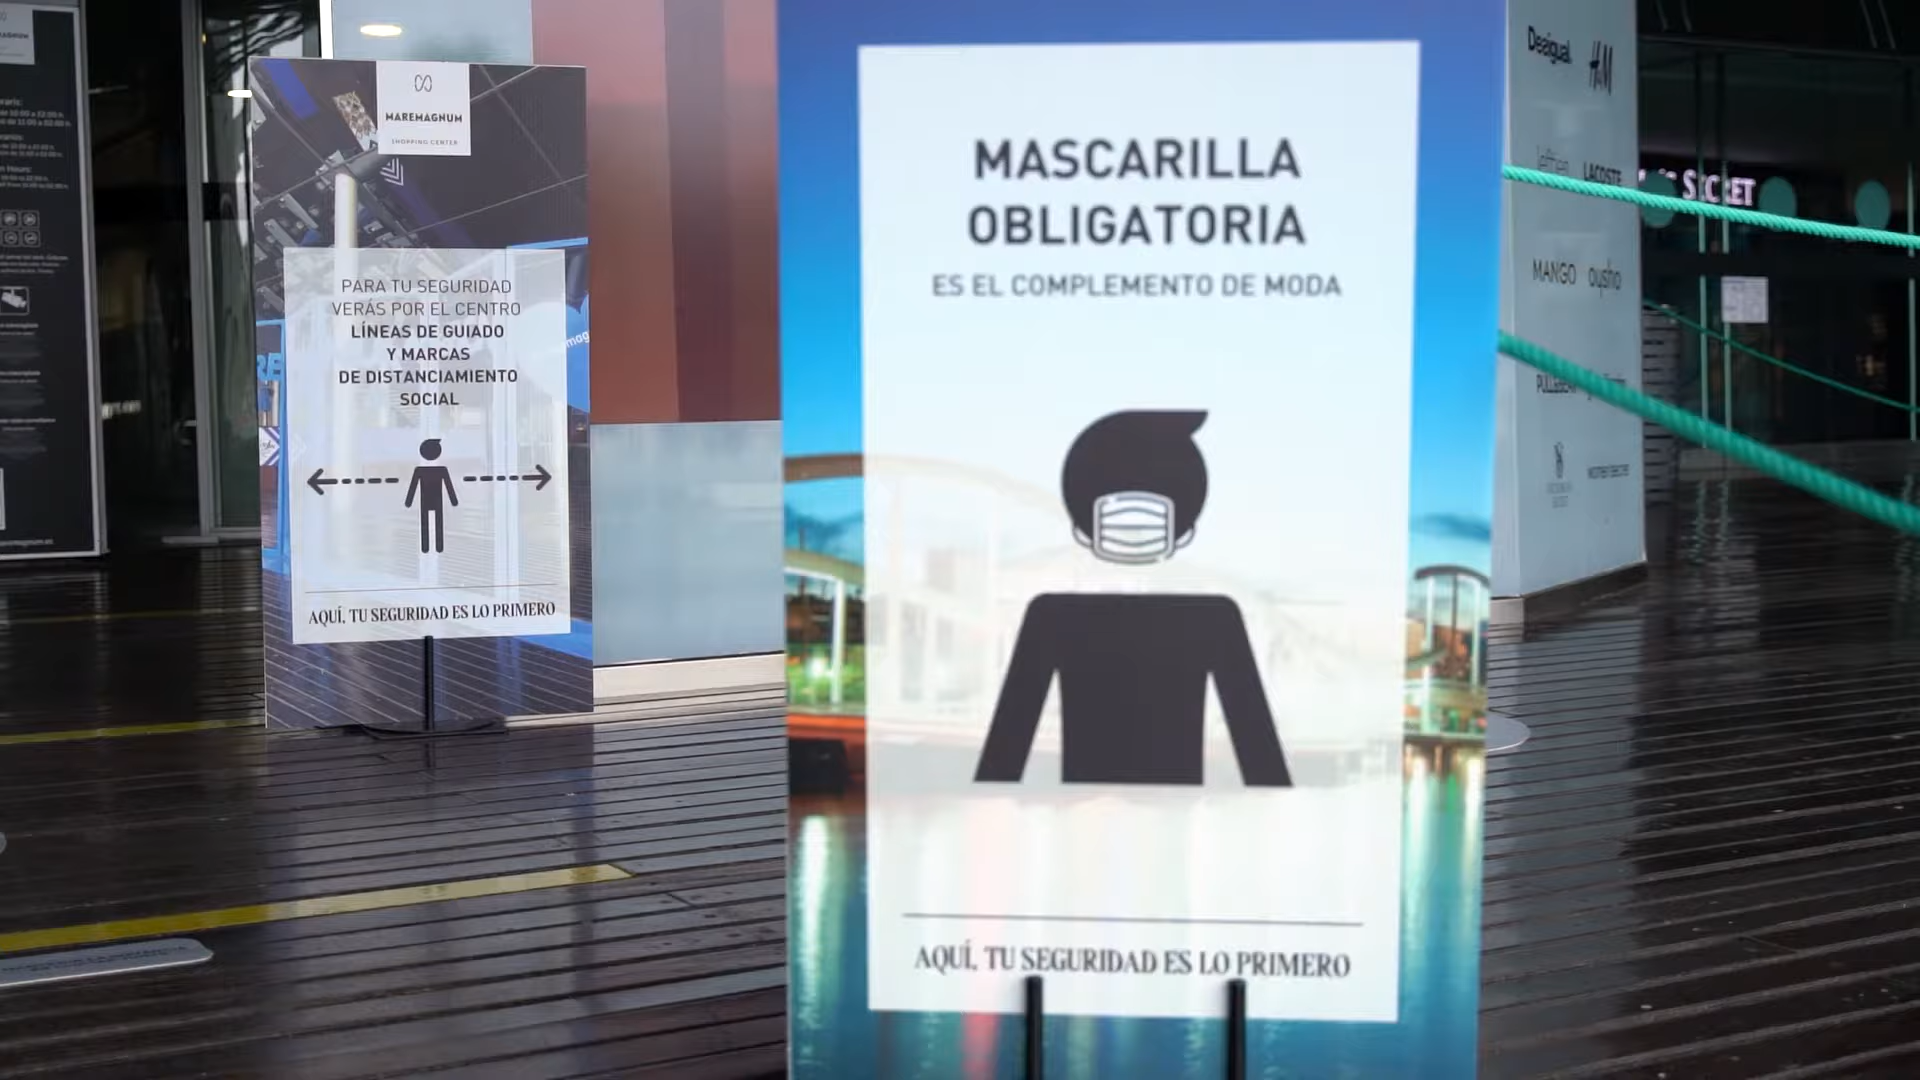 MAREMAGNUM
SHOPPING CENTER
PARA TU SEGURIDAD
VERÁS POR EL CENTRO
LÍNEAS DE GUIADO
Y MARCAS
DE DISTANCIAMIENTO
SOCIAL
AQUÍ, TU SEGURIDAD ES LO PRIMERO
MASCARILLA
OBLIGATORIA
ES EL COMPLEMENTO DE MODA
AQUÍ, TU SEGURIDAD ES LO PRIMERO
Desigual
H&M
LACOSTE
SECRET
MANGO
oysho